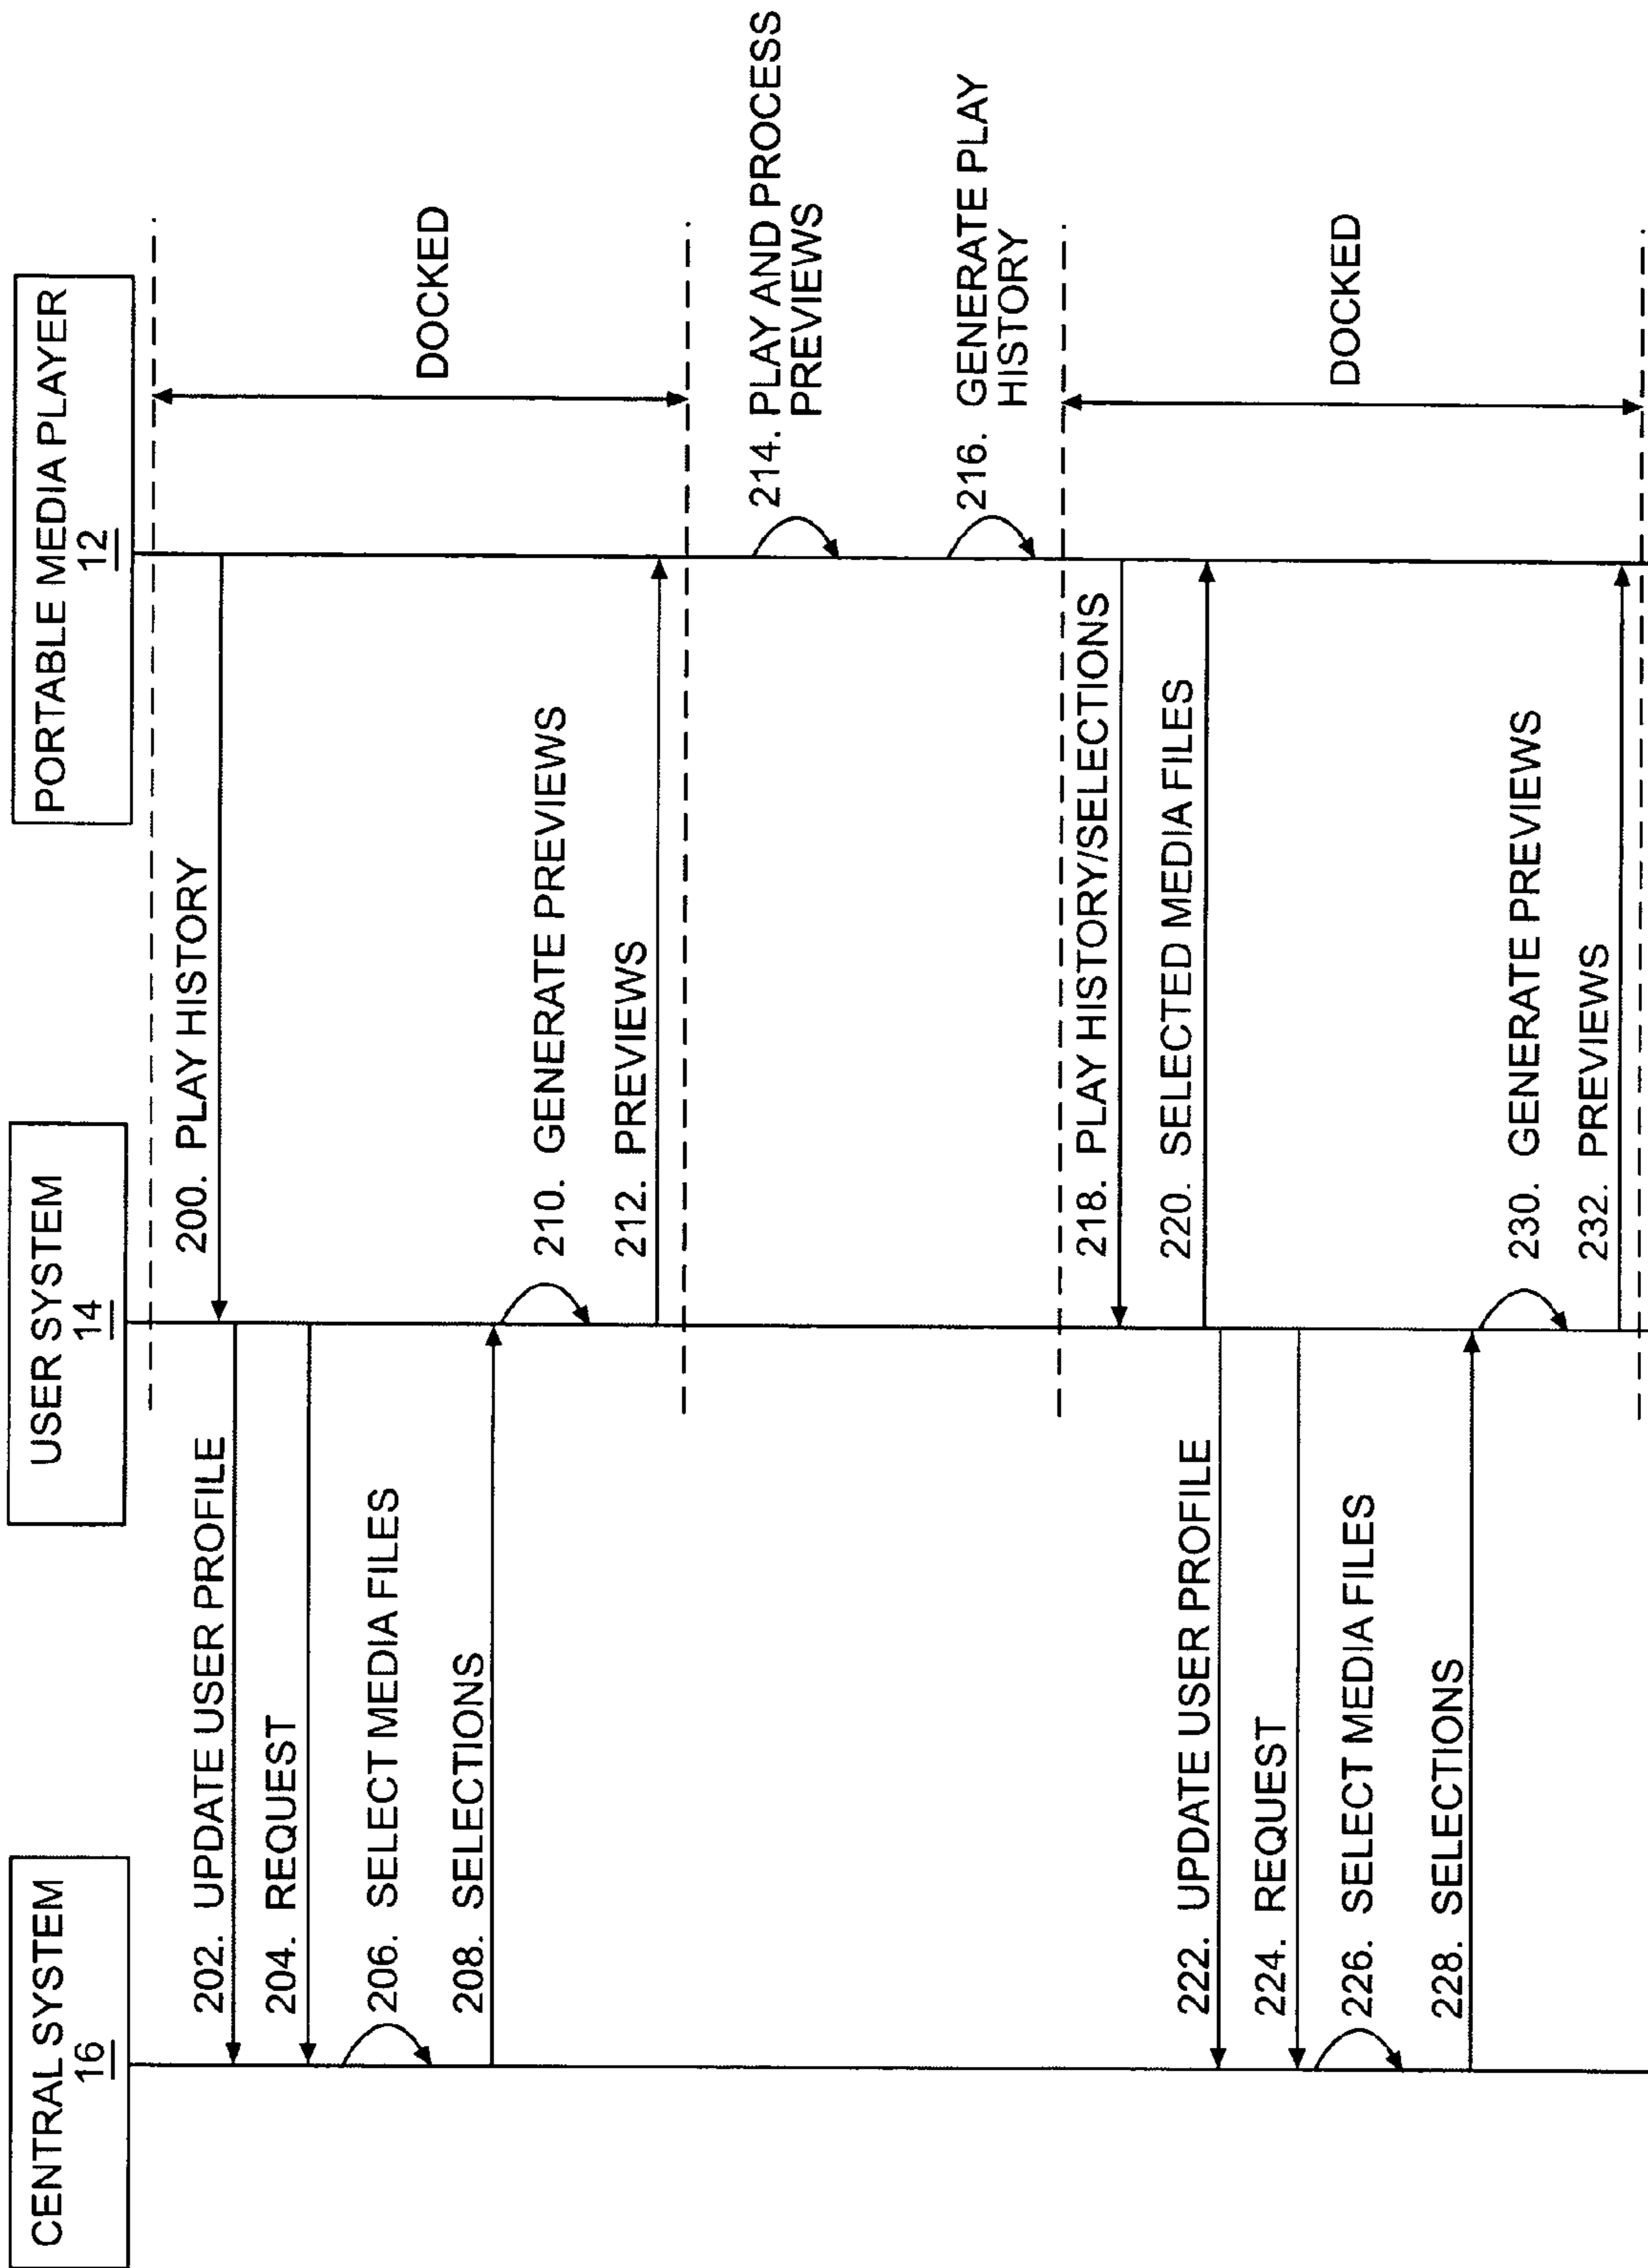 CENTRAL SYSTEM
16
USER SYSTEM
14
PORTABLE MEDIA PLAYER
12
200. PLAY HISTORY
202. UPDATE USER PROFILE
204. REQUEST
206. SELECT MEDIA FILES
208. SELECTIONS
210. GENERATE PREVIEWS
212. PREVIEWS
DOCKED
214. PLAY AND PROCESS
PREVIEWS
216. GENERATE PLAY
HISTORY
218. PLAY HISTORY/SELECTIONS
220. SELECTED MEDIA FILES
222. UPDATE USER PROFILE
224. REQUEST
226. SELECT MEDIA FILES
228. SELECTIONS
230. GENERATE PREVIEWS
232. PREVIEWS
DOCKED